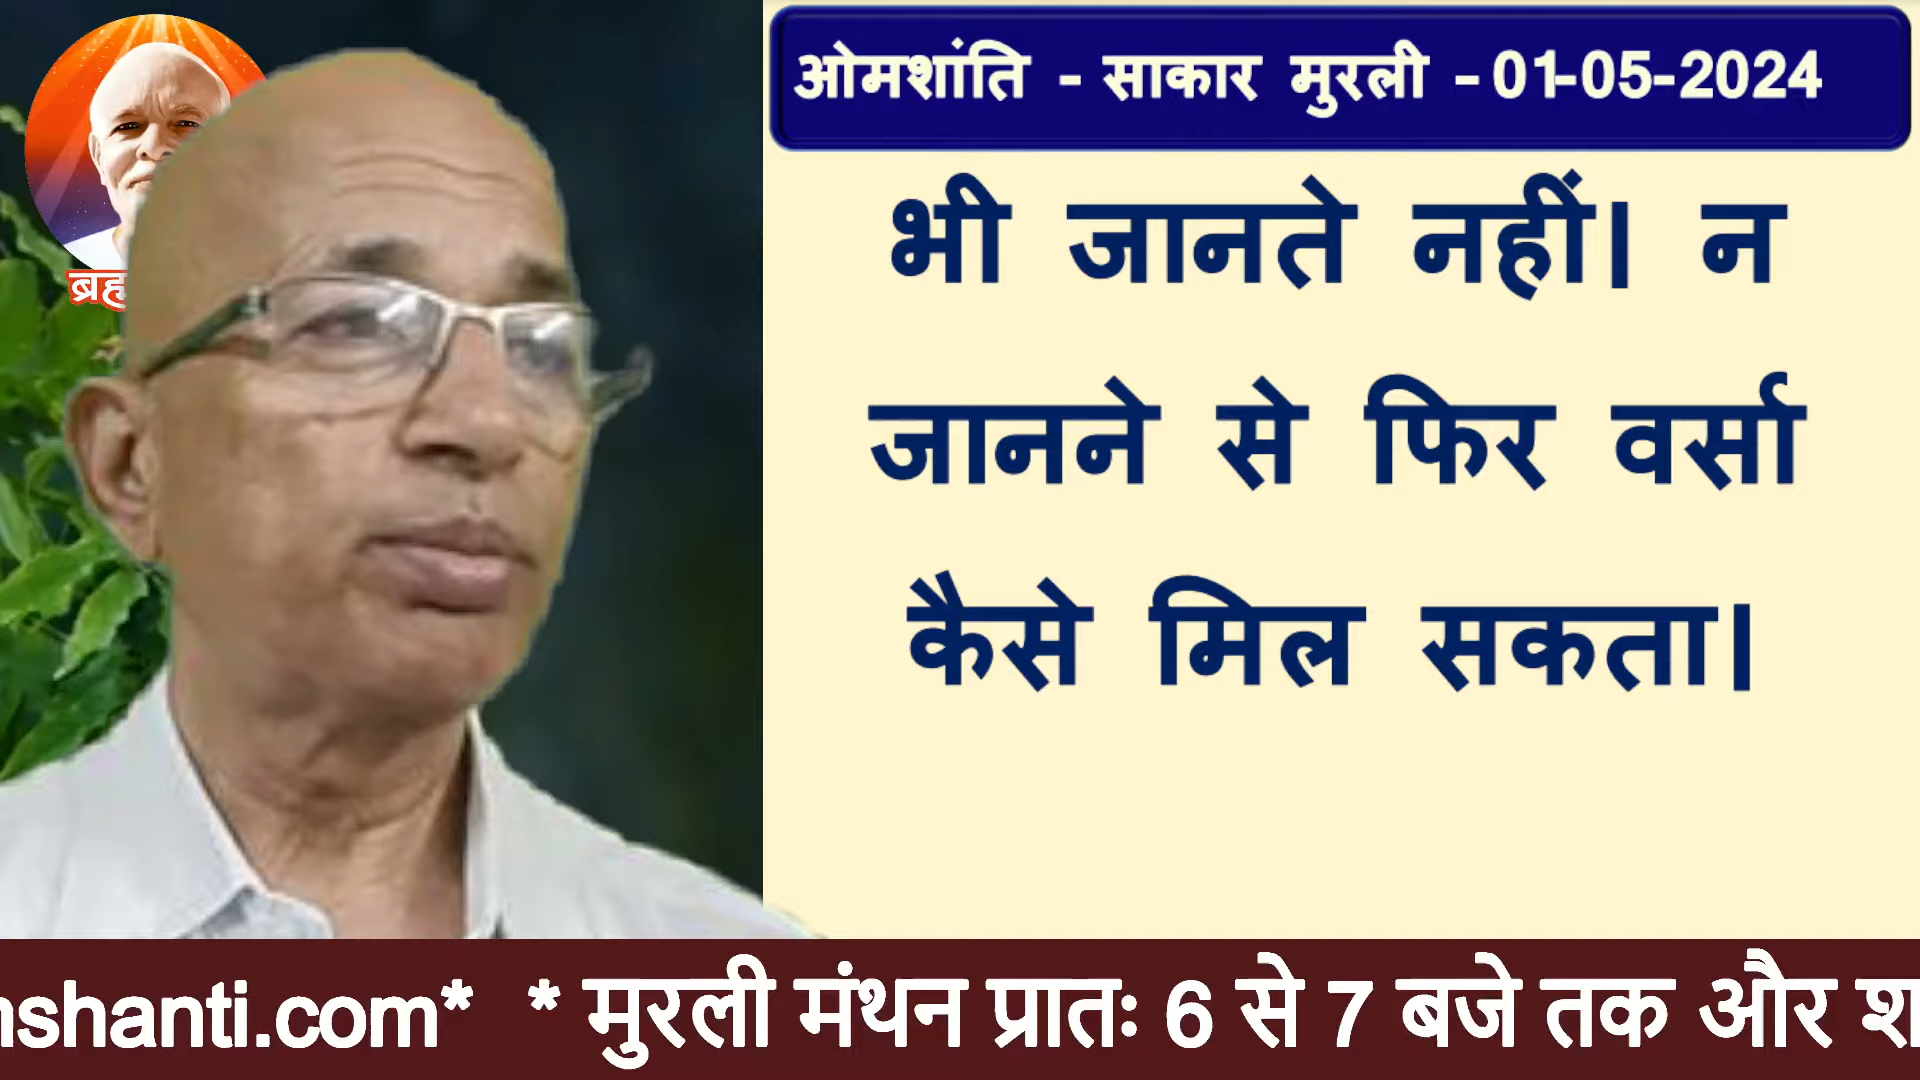 ओमशांति - साकार मुरली - 01-05-2024
भी जानते नहीं। न
जानने से फिर वर्सा
कैसे मिल सकता।
nshanti.com* * मुरली मंथन प्रातः 6 से 7 बजे तक और श